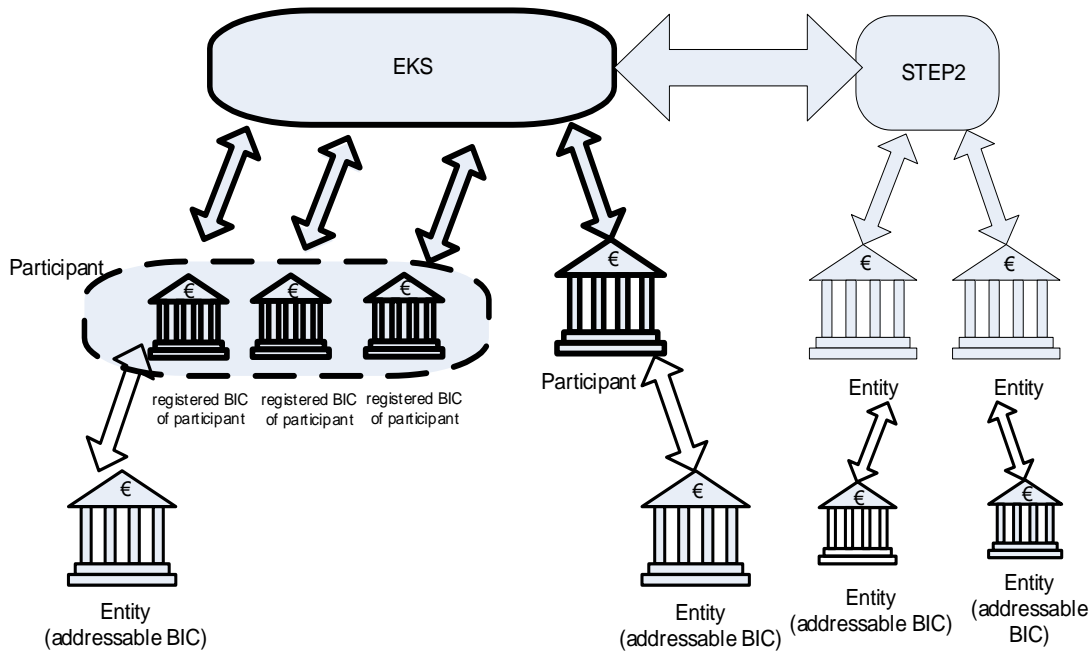 EKS
STEP2
€
€
€
€
€
€
Participant
registered BIC
of participant
registered BIC
of participant
registered BIC
of participant
Participant
Entity
Entity
€
€
€
€
Entity
(addressable BIC)
Entity
(addressable BIC)
Entity
(addressable BIC)
Entity
(addressable
BIC)